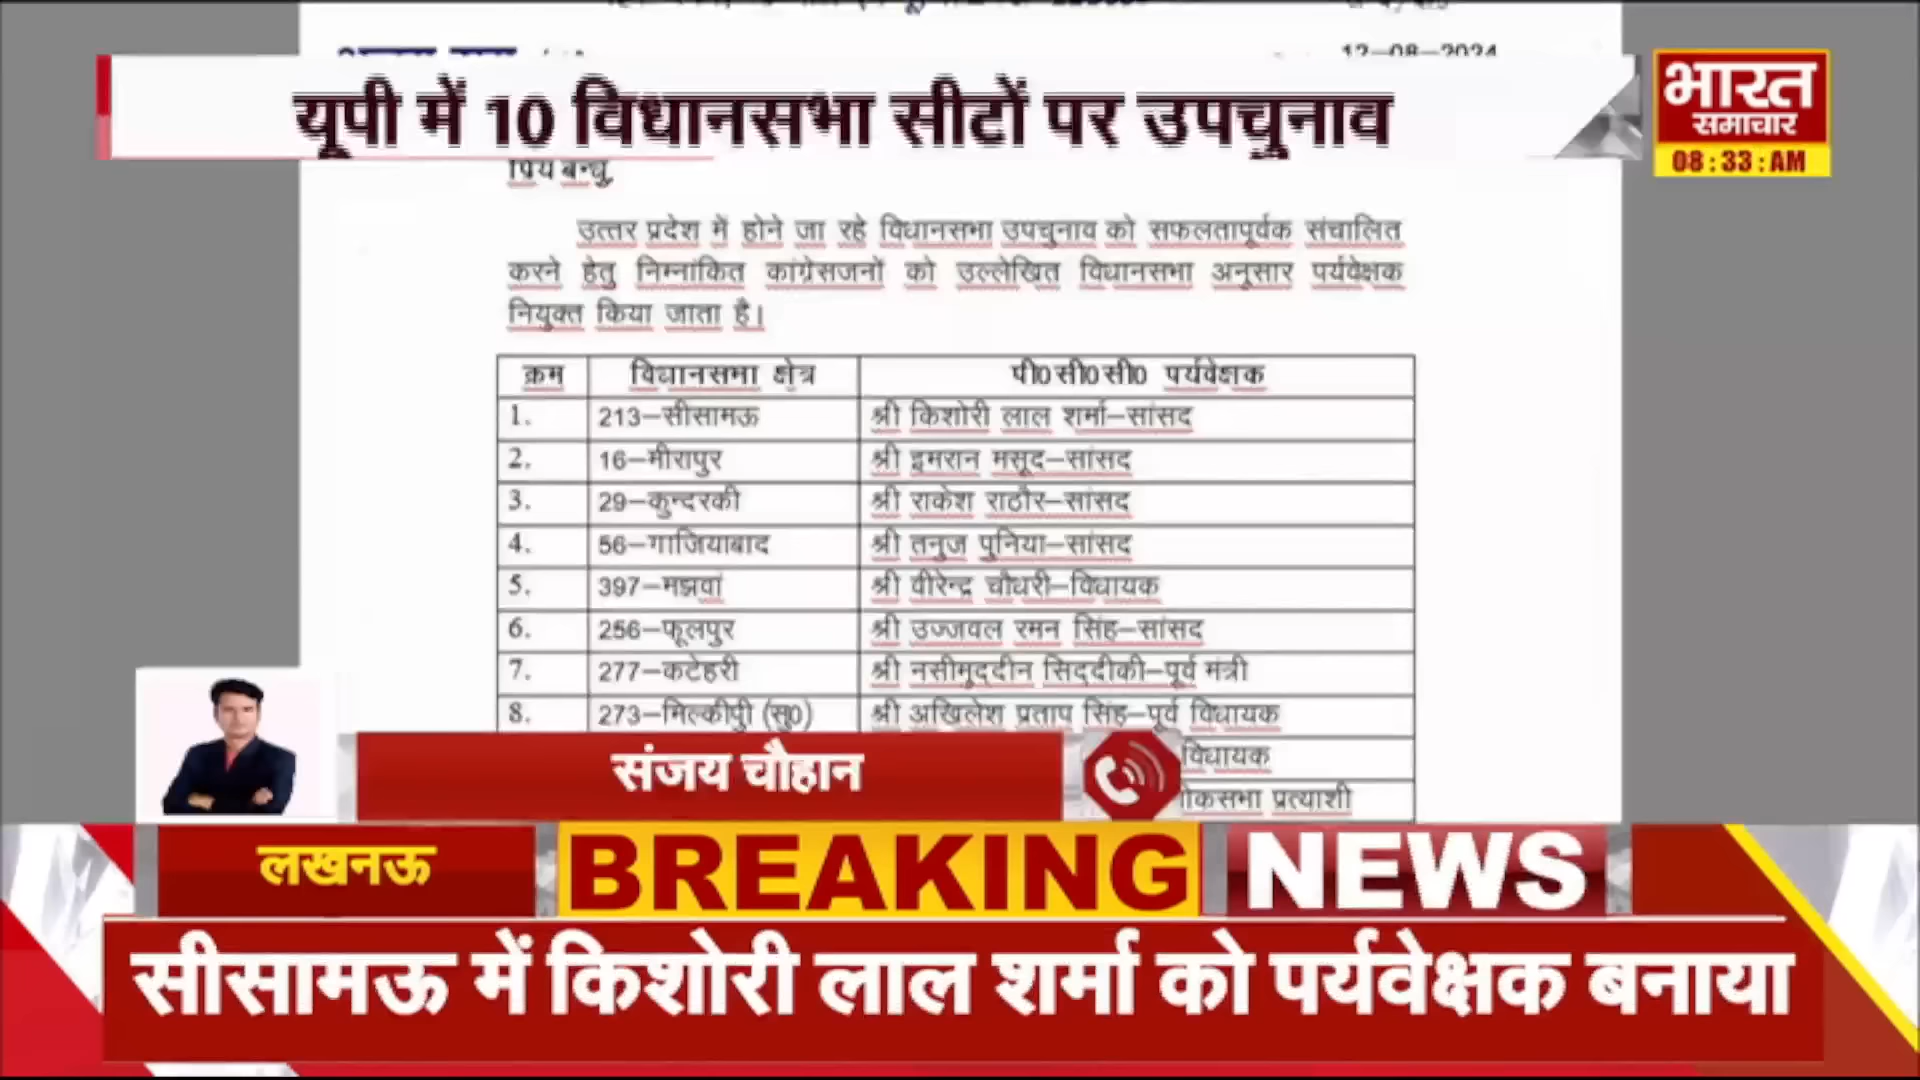 12-08-2024
यूपी में 10 विधानसभा सीटों पर उपचुनाव
भारत
समाचार
08:33:AM
प्रिय बन्धु,
उत्तर प्रदेश में होने जा रहे विधानसभा उपचुनाव को सफलतापूर्वक संचालित
करने हेतु निम्नांकित कांग्रेसजनों को उल्लेखित विधानसभा अनुसार पर्यवेक्षक
नियुक्त किया जाता है।
क्रम विधानसभा क्षेत्र पी0सी0सी0 पर्यवेक्षक
1. 213-सीसामऊ श्री किशोरी लाल शर्मा-सांसद
2. 16-मीरापुर श्री इमरान मसूद-सांसद
3. 29-कुन्दरकी श्री राकेश राठौर-सांसद
4. 56-गाजियाबाद श्री तनुज पुनिया-सांसद
5. 397-मझवां श्री वीरेन्द्र चौधरी-विधायक
6. 256-फूलपुर श्री उज्जवल रमन सिंह-सांसद
7. 277-कटेहरी श्री नसीमुद्दीन सिद्दीकी-पूर्व मंत्री
8. 273-मिल्कीपुी (सु0) श्री अखिलेश प्रताप सिंह-पूर्व विधायक
विधायक
प्रत्याशी
संजय चौहान
लखनऊ
BREAKING NEWS
सीसामऊ में किशोरी लाल शर्मा को पर्यवेक्षक बनाया